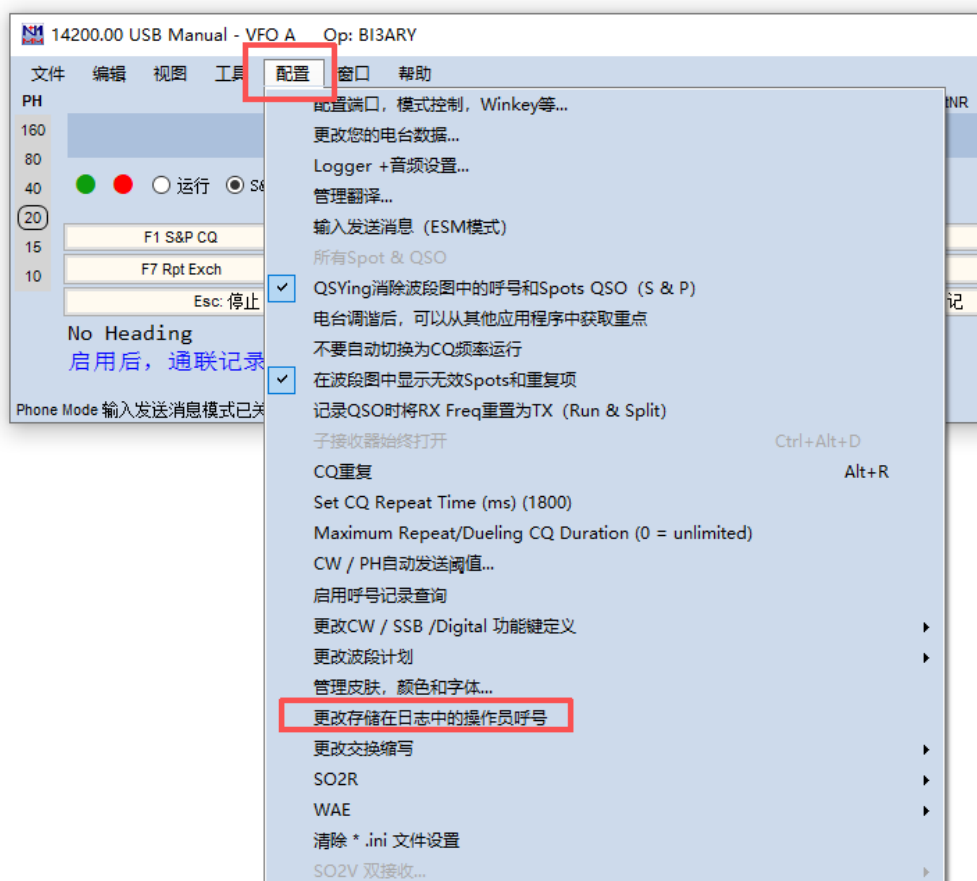 14200.00 USB Manual - VFO A Op: BI3ARY
文件 编辑 视图 工具 配置 窗口 帮助
PH
160
80
40
20
15
10
运行
F1 S&P CQ
F7 Rpt Exch
Esc: 停止
No Heading
启用后，通联记录
Phone Mode 输入发送消息模式已关
配置端口，模式控制，Winkey等...
更改您的电台数据...
Logger +音频设置...
管理翻译...
输入发送消息（ESM模式）
所有Spot & QSO
QSYing消除波段图中的呼号和Spots QSO（S & P）
电台调谐后，可以从其他应用程序中获取重点
不要自动切换为CQ频率运行
在波段图中显示无效Spots和重复项
记录QSO时将RX Freq重置为TX（Run & Split）
子接收器始终打开 Ctrl+Alt+D
CQ重复 Alt+R
Set CQ Repeat Time (ms) (1800)
Maximum Repeat/Dueling CQ Duration (0 = unlimited)
CW / PH自动发送阈值...
启用呼号记录查询
更改CW / SSB /Digital 功能键定义
更改波段计划
管理皮肤，颜色和字体...
更改存储在日志中的操作员呼号
更改交换缩写
SO2R
WAE
清除 * .ini 文件设置
SO2V 双接收...
记